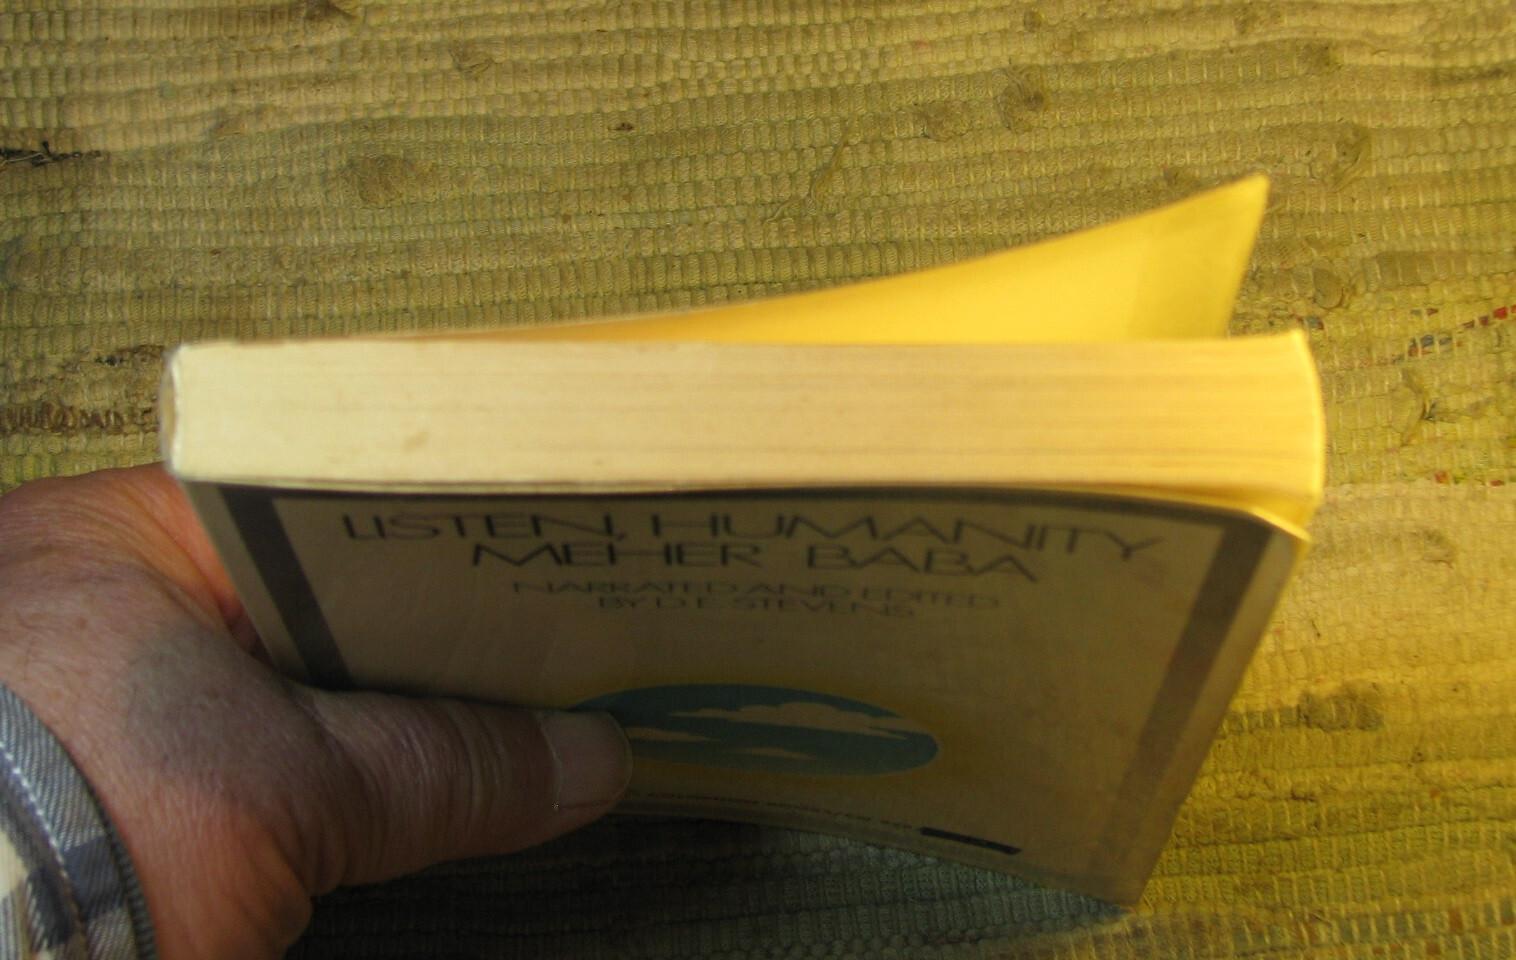 LISTEN, HUMANITY
MEHER BABA
NARRATED AND EDITED
BY D. E. STEVENS